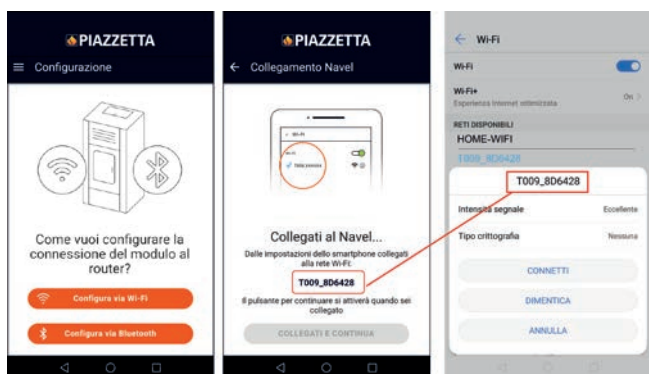 PIAZZETTA
Configurazione
Come vuoi configurare la
connessione del modulo al
router?
Configura via Wi-Fi
Configura via Bluetooth
PIAZZETTA
Collegamento Navel
Wi-Fi
Collegati al Navel...
Dalle impostazioni dello smartphone collegati
alla rete Wi-Fi:
T009_8D6428
Il pulsante per continuare si attiverà quando sei
collegato
COLLEGATI E CONTINUA
Wi-Fi
Wi-Fi
Wi-Fi+
On
Esperienza Internet ottimizzata
RETI DISPONIBILI
HOME-WIFI
T009_8D6428
T009_8D6428
Intensità segnale Eccellente
Tipo crittografia Nessuna
CONNETTI
DIMENTICA
ANNULLA